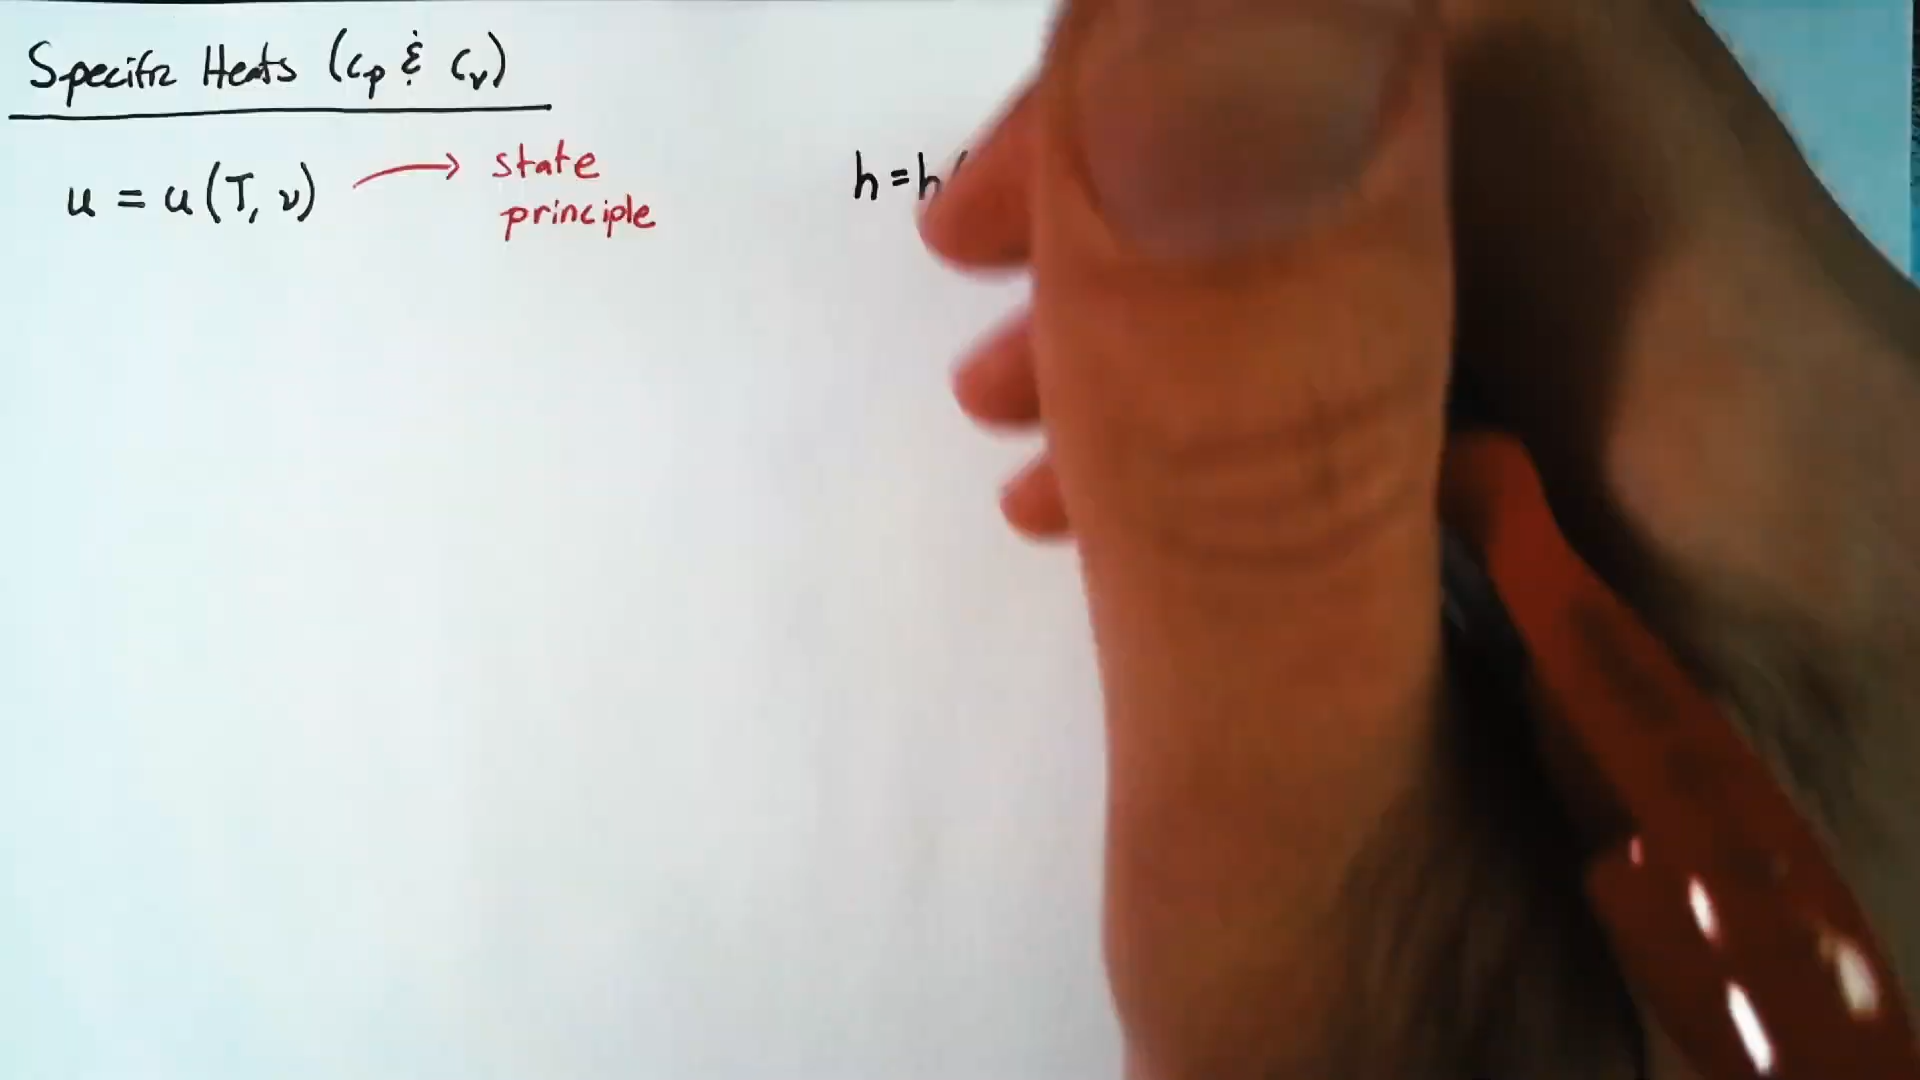 Specific Heats (cp & cv)
u = u(T, v) → state
principle
h = h(